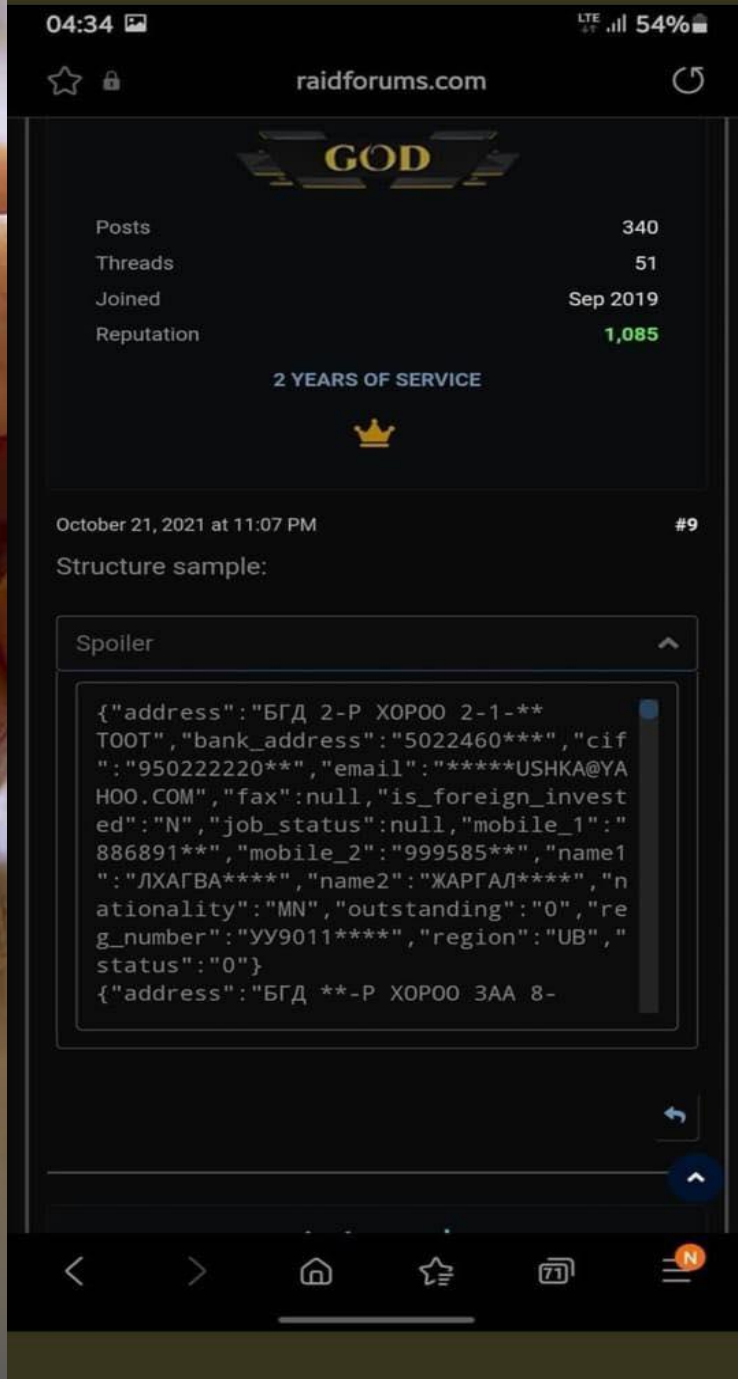 04:34 LTE 54%
raidforums.com
GOD
Posts 340
Threads 51
Joined Sep 2019
Reputation 1,085
2 YEARS OF SERVICE
October 21, 2021 at 11:07 PM #9
Structure sample:
Spoiler
{"address":"БГД 2-Р ХОРОО 2-1-**
ТООТ","bank_address":"5022460***","cif
":"950222220**","email":"*****USHKA@YA
HOO.COM","fax":null,"is_foreign_invest
ed":"N","job_status":null,"mobile_1":"
886891**","mobile_2":"999585**","name1
":"ЛХАГВА****","name2":"ЖАРГАЛ****","n
ationality":"MN","outstanding":"0","re
g_number":"УУ9011****","region":"UB","
status":"0"}
{"address":"БГД **-Р ХОРОО ЗАА 8-
71
N